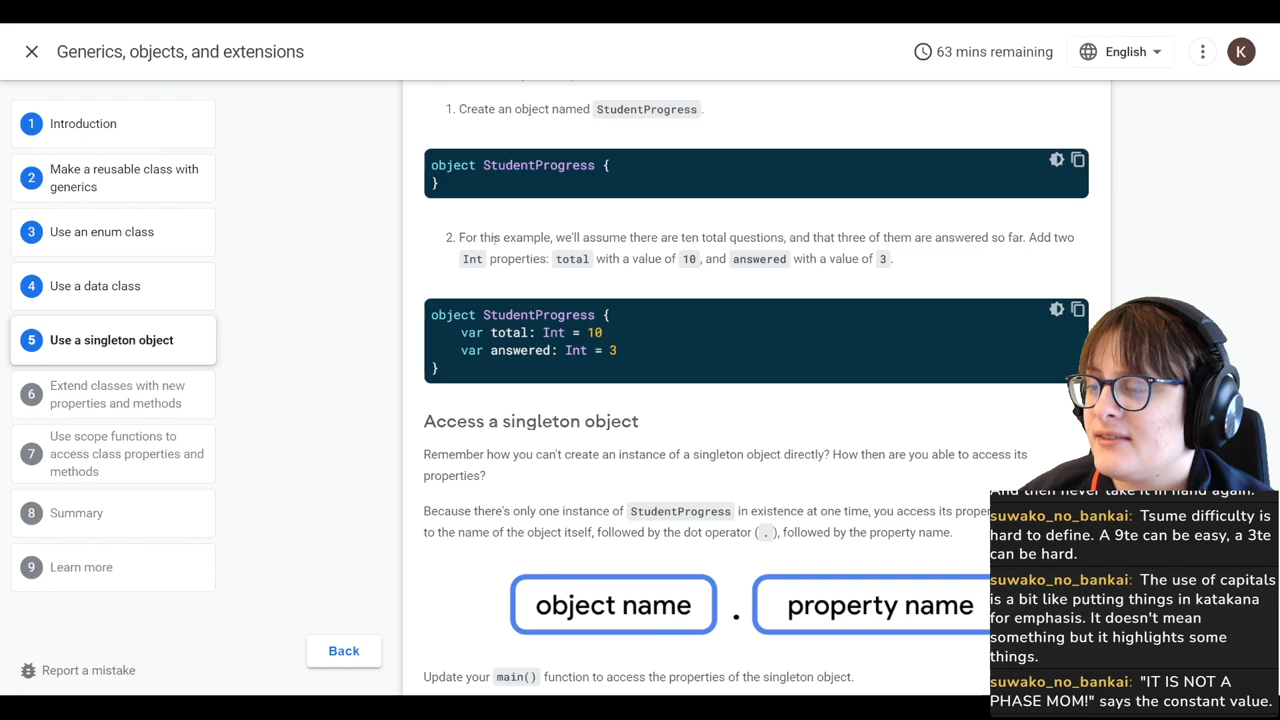 Generics, objects, and extensions
63 mins remaining
English
K
1 Introduction
2 Make a reusable class with
generics
3 Use an enum class
4 Use a data class
5 Use a singleton object
6 Extend classes with new
properties and methods
7 Use scope functions to
access class properties and
methods
8 Summary
9 Learn more
Back
Report a mistake
1. Create an object named StudentProgress.
object StudentProgress {
}
2. For this example, we'll assume there are ten total questions, and that three of them are answered so far. Add two
Int properties: total with a value of 10, and answered with a value of 3.
object StudentProgress {
var total: Int = 10
var answered: Int = 3
}
Access a singleton object
Remember how you can't create an instance of a singleton object directly? How then are you able to access its
properties?
Because there's only one instance of StudentProgress in existence at one time, you access its
to the name of the object itself, followed by the dot operator (.), followed by the property name.
object name . property name
Update your main() function to access the properties of the singleton object.
And then never take it in hand again.
suwako_no_bankai: Tsume difficulty is
hard to define. A 9te can be easy, a 3te
can be hard.
suwako_no_bankai: The use of capitals
is a bit like putting things in katakana
for emphasis. It doesn't mean
something but it highlights some
things.
suwako_no_bankai: "IT IS NOT A
PHASE MOM!" says the constant value.